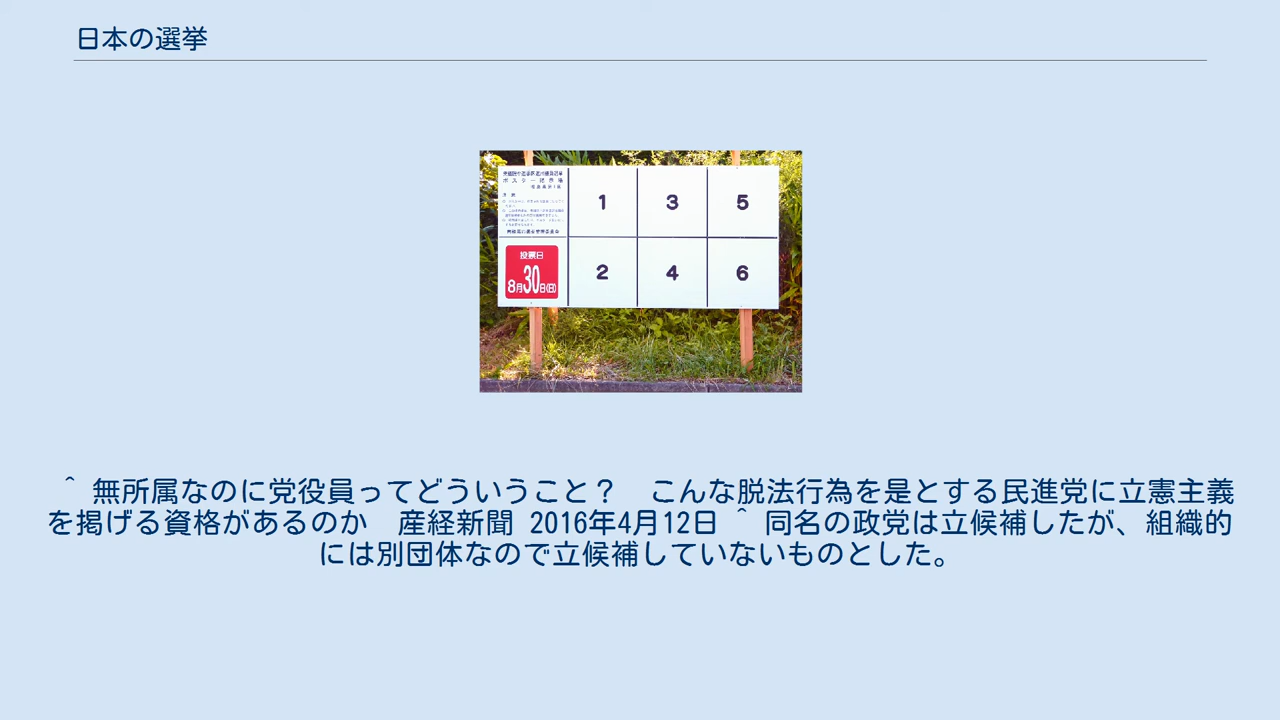 日本の選挙
1
3
5
投票日
8月30日(日)
2
4
6
^ 無所属なのに党役員ってどういうこと？　こんな脱法行為を是とする民進党に立憲主義
を掲げる資格があるのか　産経新聞 2016年4月12日 ^ 同名の政党は立候補したが、組織的
には別団体なので立候補していないものとした。